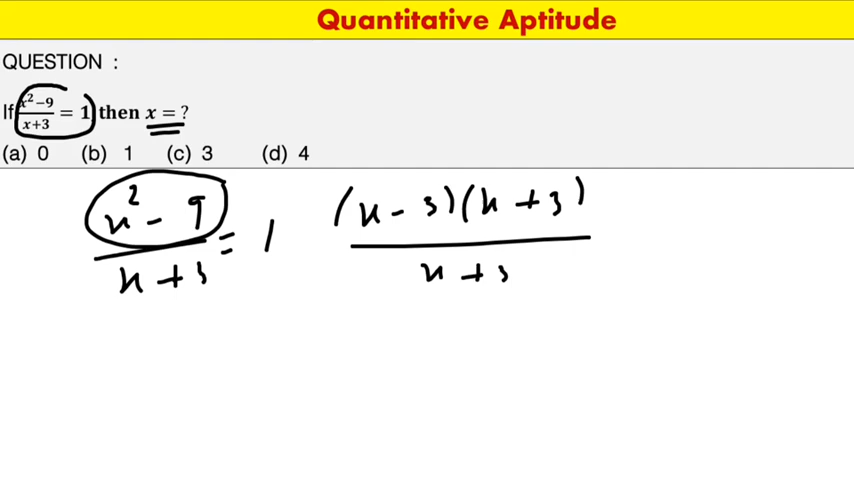 Quantitative Aptitude
QUESTION :
If x²−9/x+3 = 1 then x = ?
(a) 0 (b) 1 (c) 3 (d) 4
x² − 9 (x − 3)(x + 3)
= 1
x + 3 x + 3